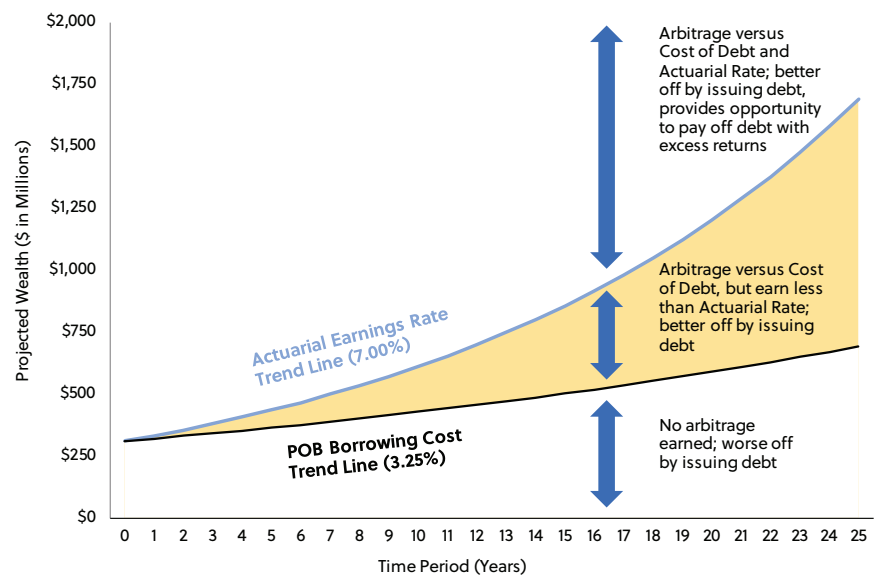 $2,000
$1,750
$1,500
$1,250
$1,000
$750
$500
$250
$0
Projected Wealth ($ in Millions)
Arbitrage versus
Cost of Debt and
Actuarial Rate; better
off by issuing debt,
provides opportunity
to pay off debt with
excess returns
Arbitrage versus Cost
of Debt, but earn less
than Actuarial Rate;
better off by issuing
debt
Actuarial Earnings Rate
Trend Line (7.00%)
POB Borrowing Cost
Trend Line (3.25%)
No arbitrage
earned; worse off
by issuing debt
0 1 2 3 4 5 6 7 8 9 10 11 12 13 14 15 16 17 18 19 20 21 22 23 24 25
Time Period (Years)